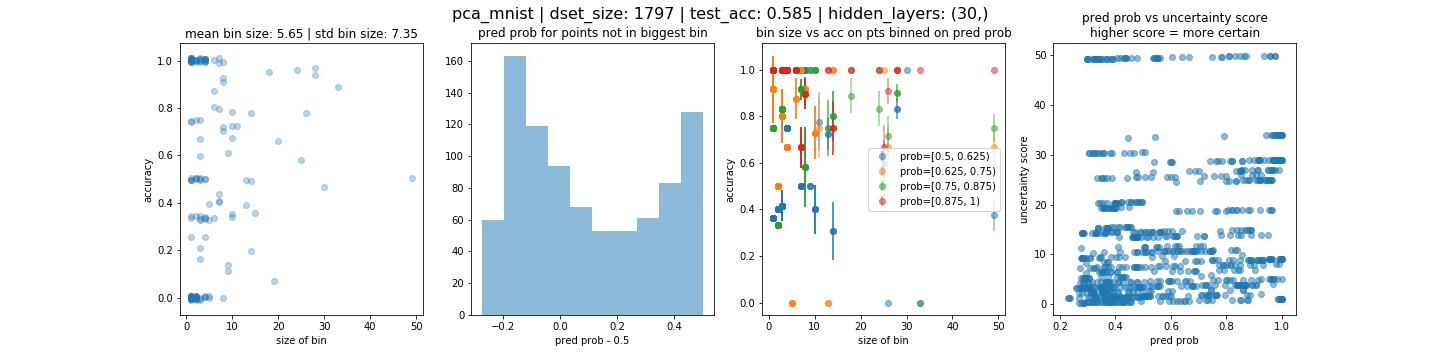 pca_mnist | dset_size: 1797 | test_acc: 0.585 | hidden_layers: (30,)
mean bin size: 5.65 | std bin size: 7.35
1.0
0.8
0.6
0.4
0.2
0.0
accuracy
0
10
20
30
40
50
size of bin
pred prob for points not in biggest bin
160
140
120
100
80
60
40
20
0
−0.2
0.0
0.2
0.4
pred prob - 0.5
bin size vs acc on pts binned on pred prob
1.0
0.8
0.6
0.4
0.2
0.0
accuracy
prob=[0.5, 0.625)
prob=[0.625, 0.75)
prob=[0.75, 0.875)
prob=[0.875, 1)
0
10
20
30
40
50
size of bin
pred prob vs uncertainty score
higher score = more certain
50
40
30
20
10
0
uncertainty score
0.2
0.4
0.6
0.8
1.0
pred prob